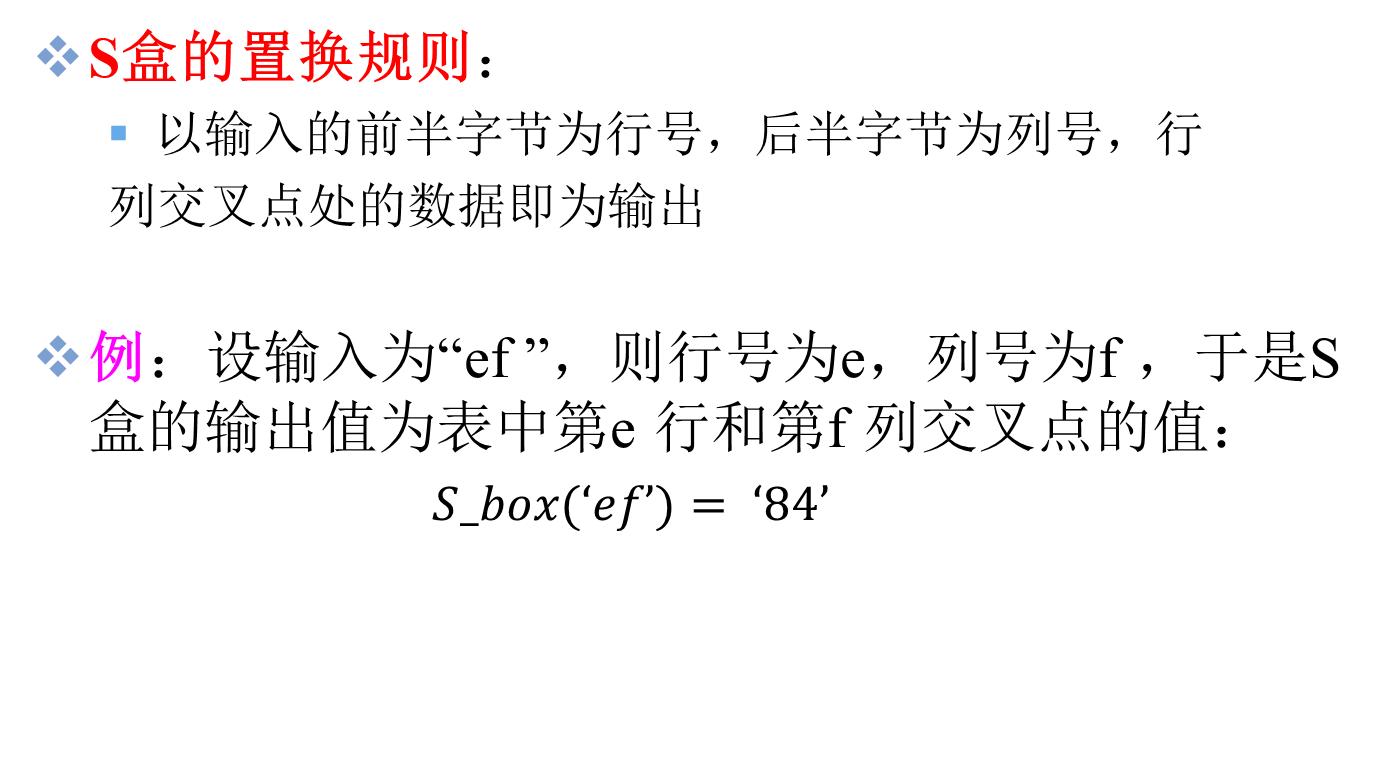 S盒的置换规则：
以输入的前半字节为行号，后半字节为列号，行
列交叉点处的数据即为输出
例：设输入为“ef ”，则行号为e，列号为f ，于是S
盒的输出值为表中第e 行和第f 列交叉点的值：
S_box(‘ef’) = ‘84’